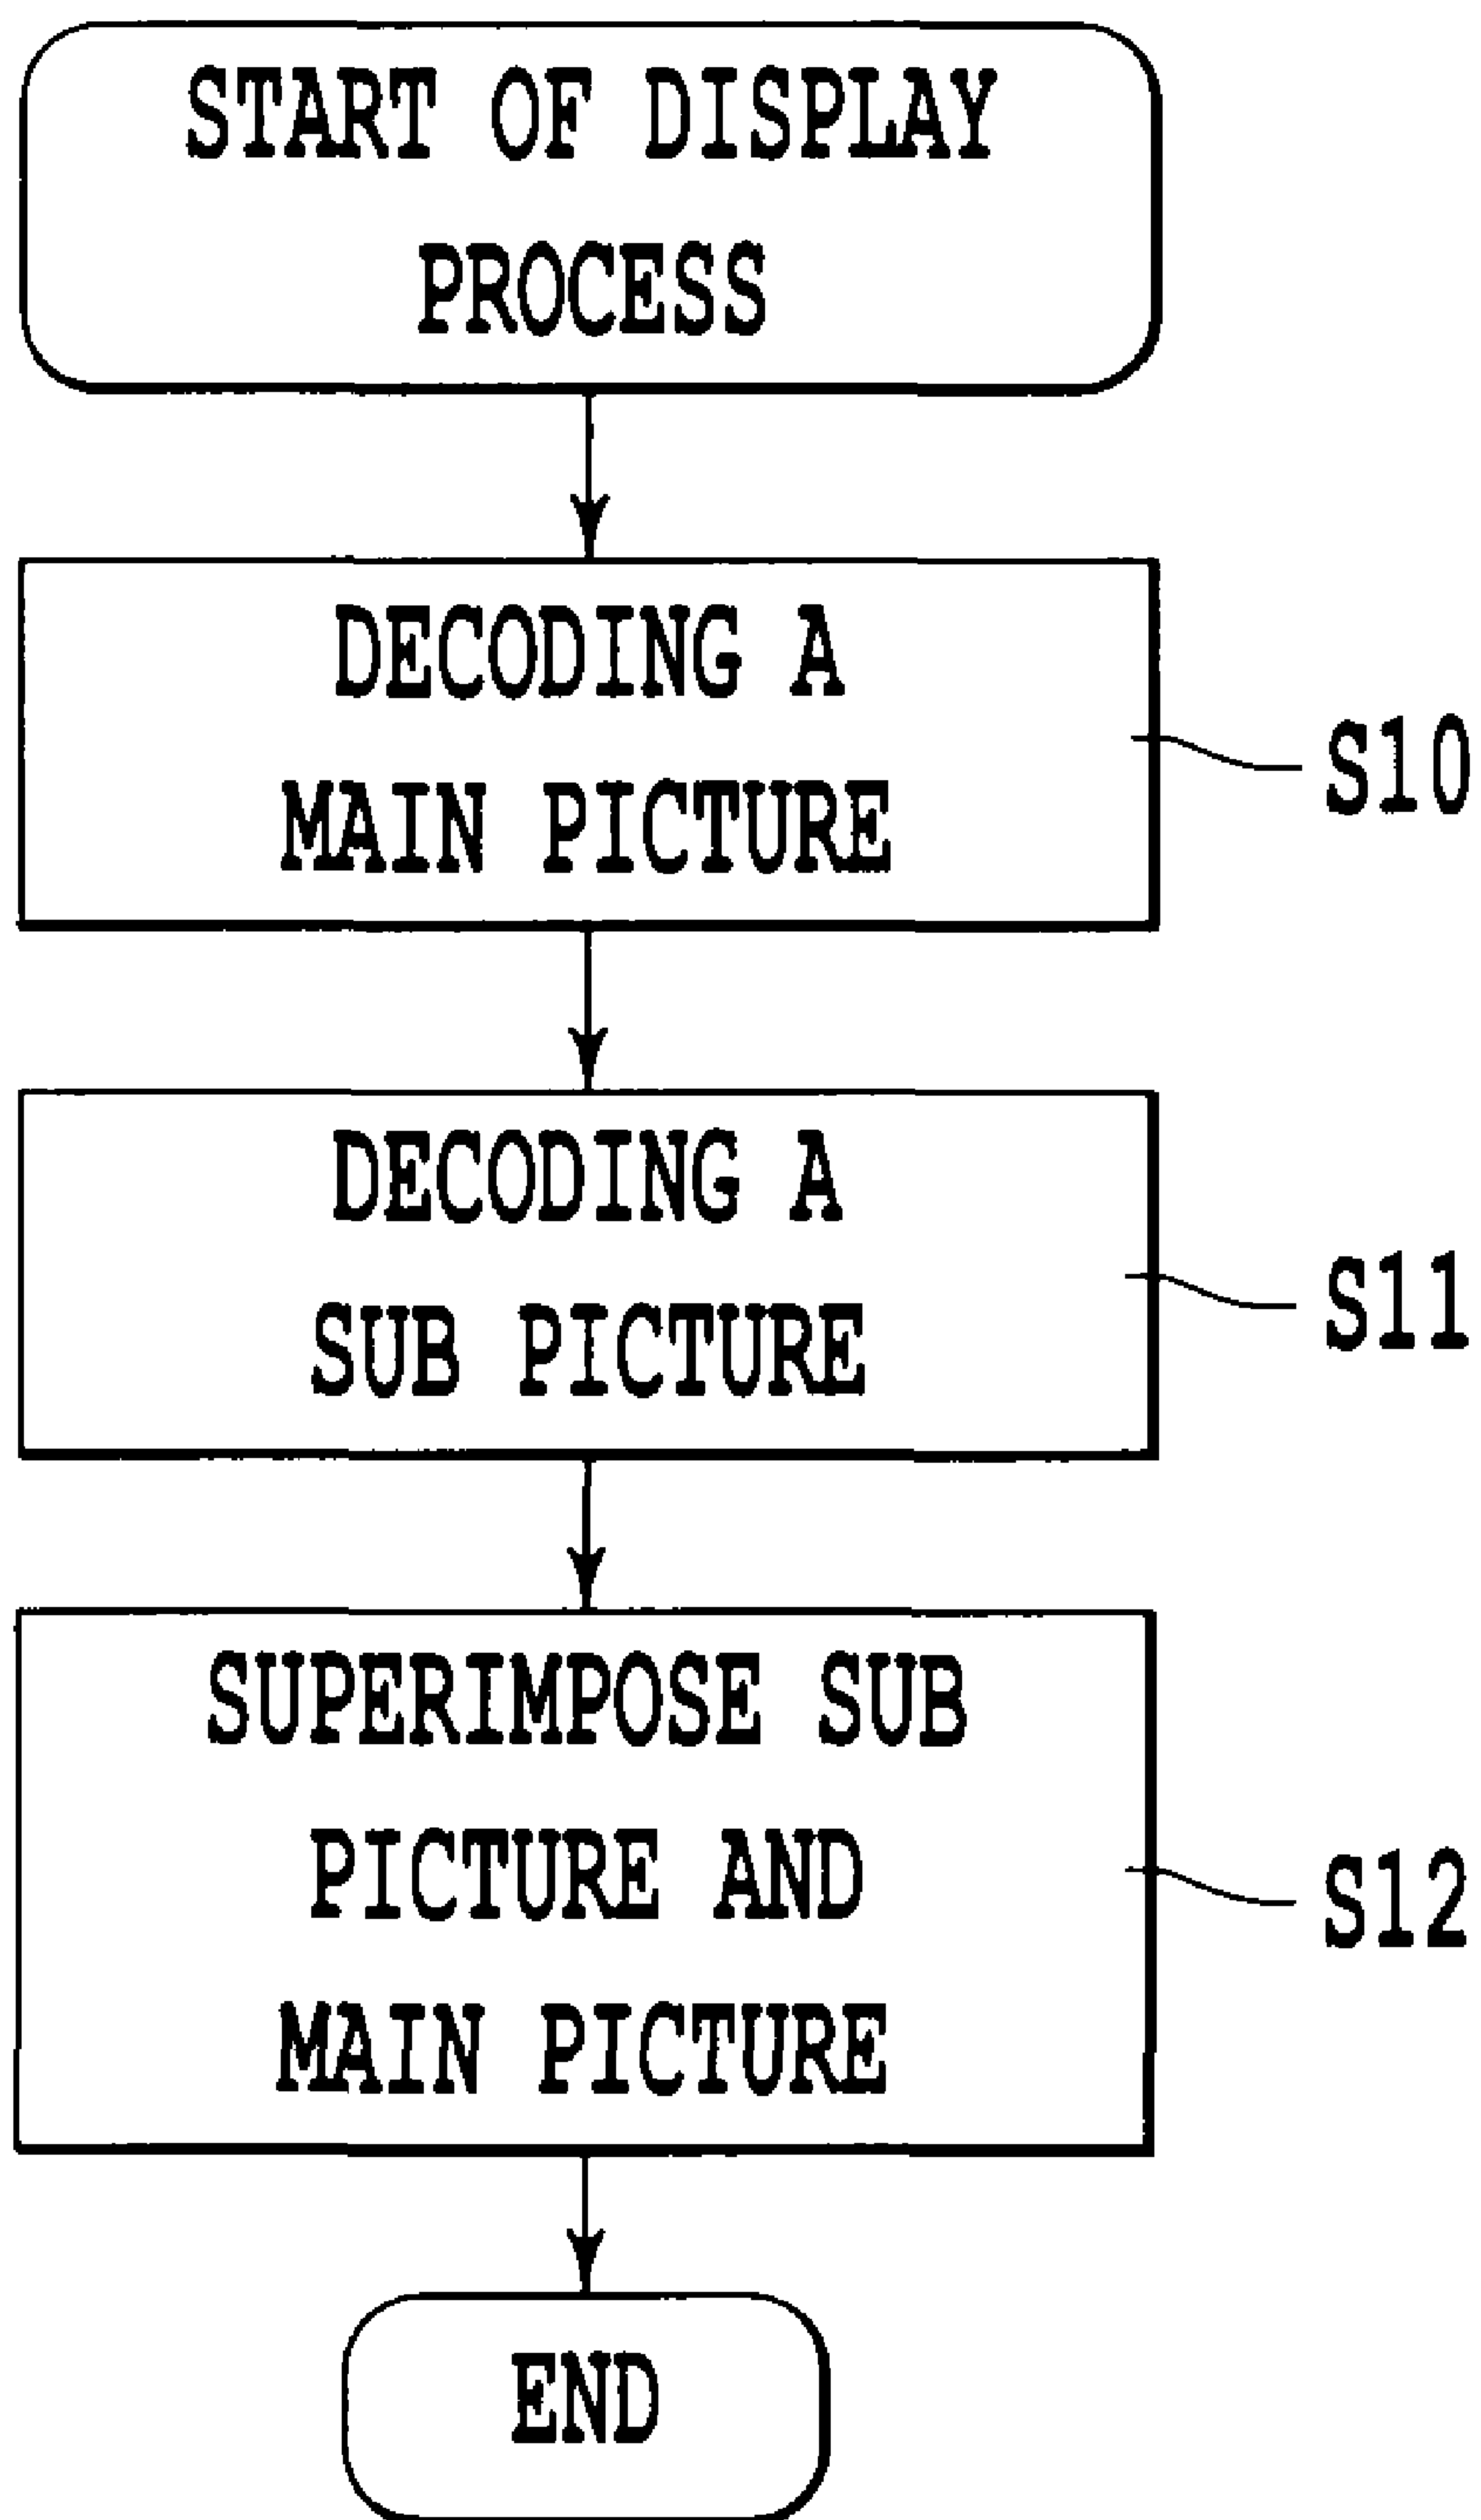 START OF DISPLAY
PROCESS
DECODING A
MAIN PICTURE
S10
DECODING A
SUB PICTURE
S11
SUPERIMPOSE SUB
PICTURE AND
MAIN PICTURE
S12
END